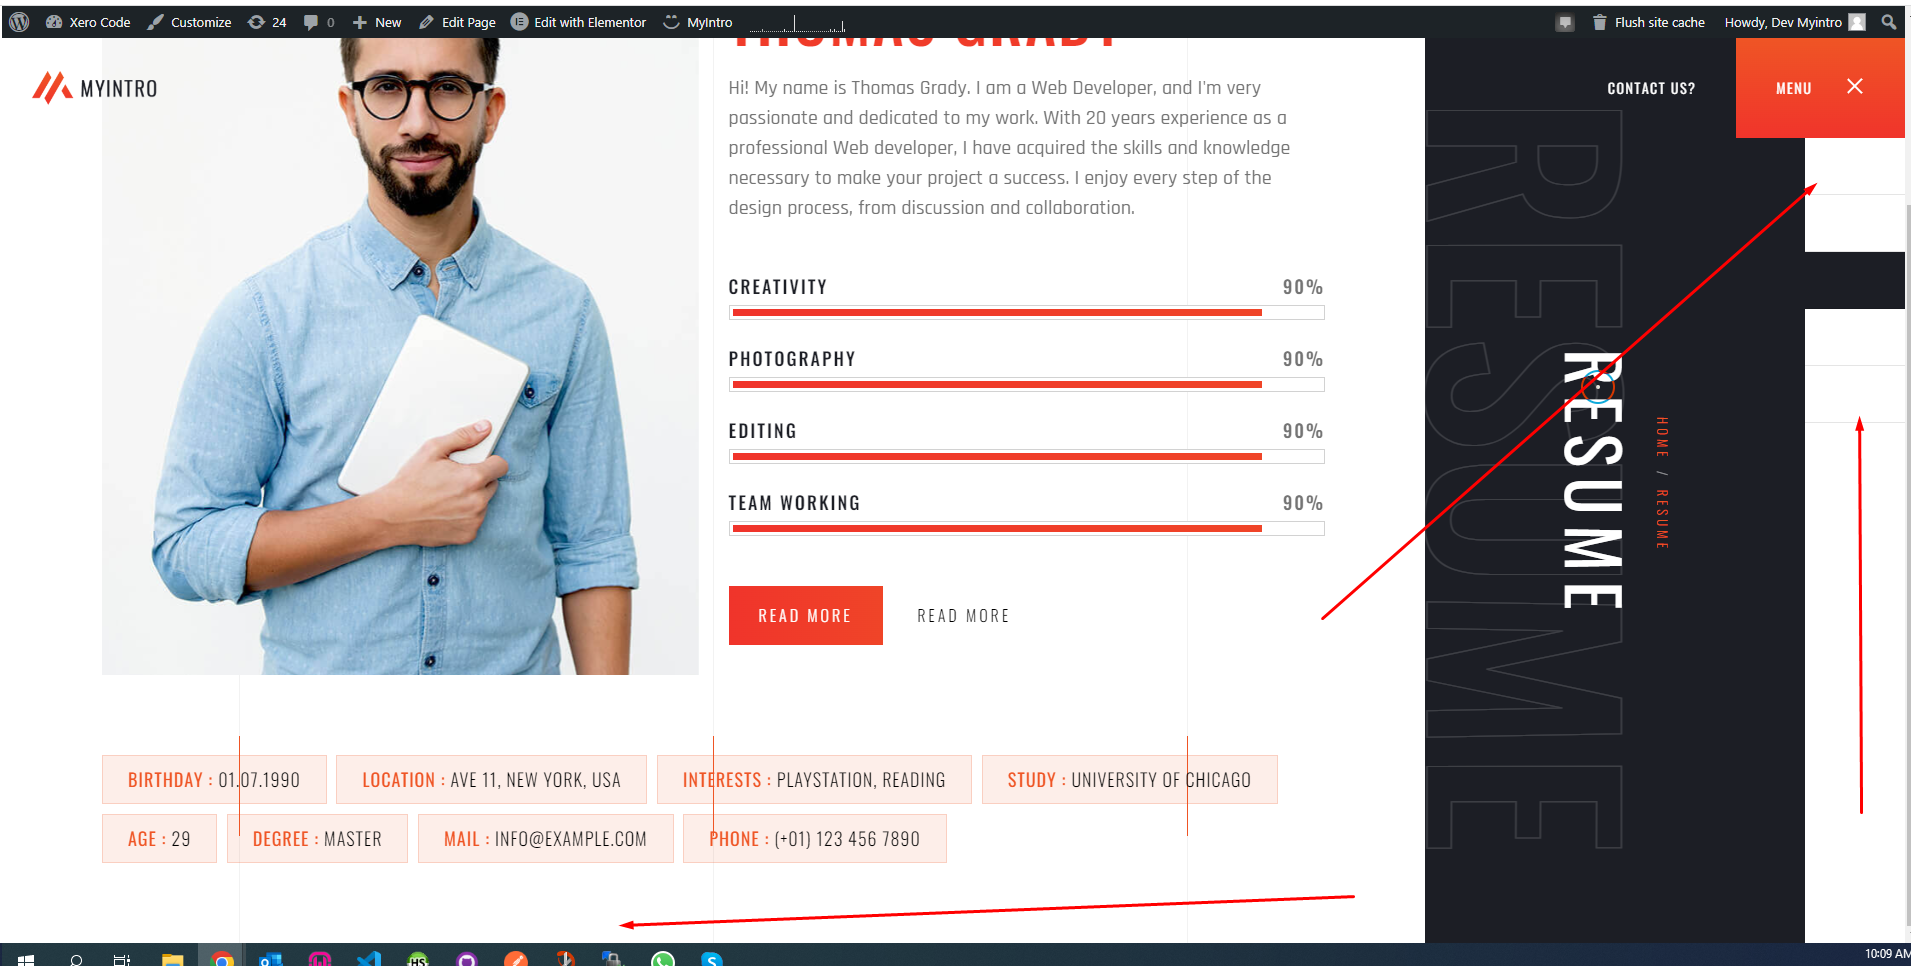 Xero Code Customize 24 0 New Edit Page Edit with Elementor MyIntro Flush site cache Howdy, Dev Myintro
MYINTRO
CONTACT US?
MENU
Hi! My name is Thomas Grady. I am a Web Developer, and I'm very
passionate and dedicated to my work. With 20 years experience as a
professional Web developer, I have acquired the skills and knowledge
necessary to make your project a success. I enjoy every step of the
design process, from discussion and collaboration.
CREATIVITY 90%
PHOTOGRAPHY 90%
EDITING 90%
TEAM WORKING 90%
READ MORE READ MORE
RESUME
RESUME
HOME / RESUME
BIRTHDAY : 01.07.1990 LOCATION : AVE 11, NEW YORK, USA INTERESTS : PLAYSTATION, READING STUDY : UNIVERSITY OF CHICAGO
AGE : 29 DEGREE : MASTER MAIL : INFO@EXAMPLE.COM PHONE : (+01) 123 456 7890
10:09 AM